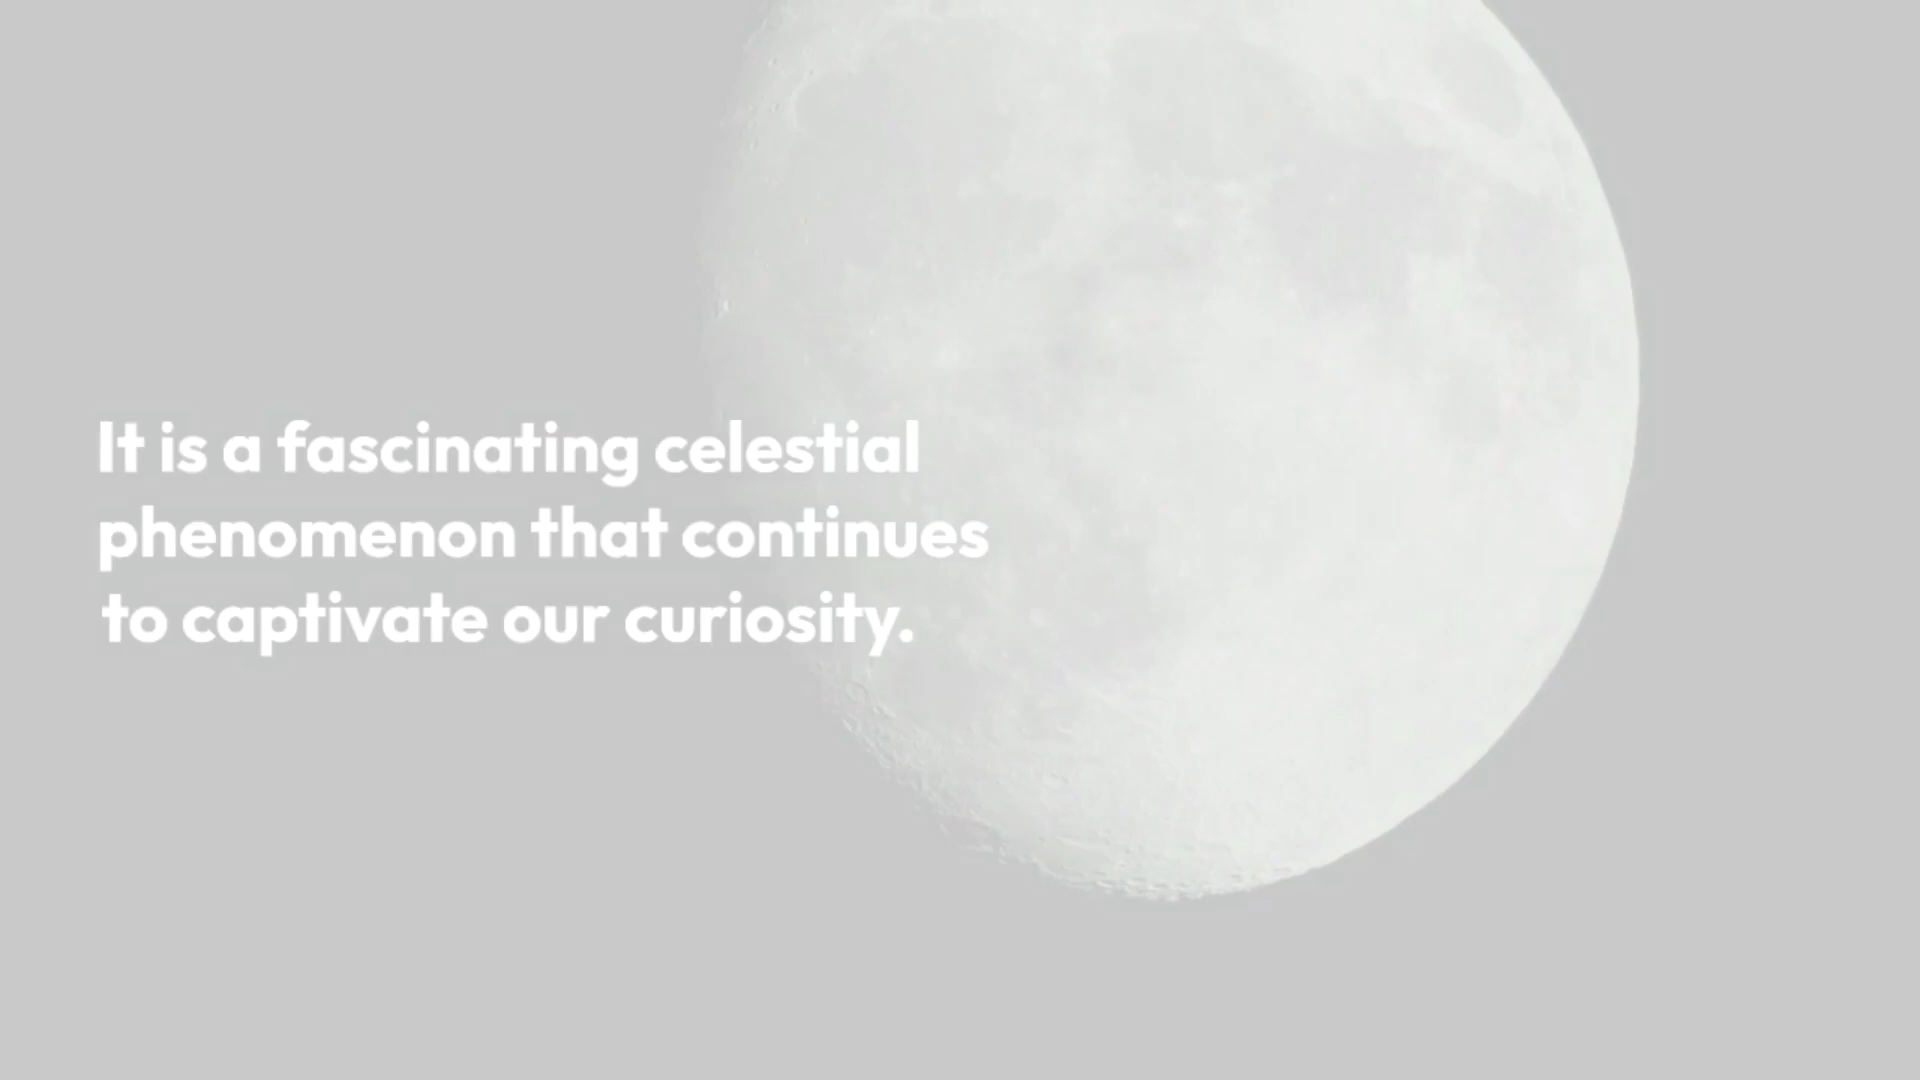 It is a fascinating celestial
phenomenon that continues
to captivate our curiosity.